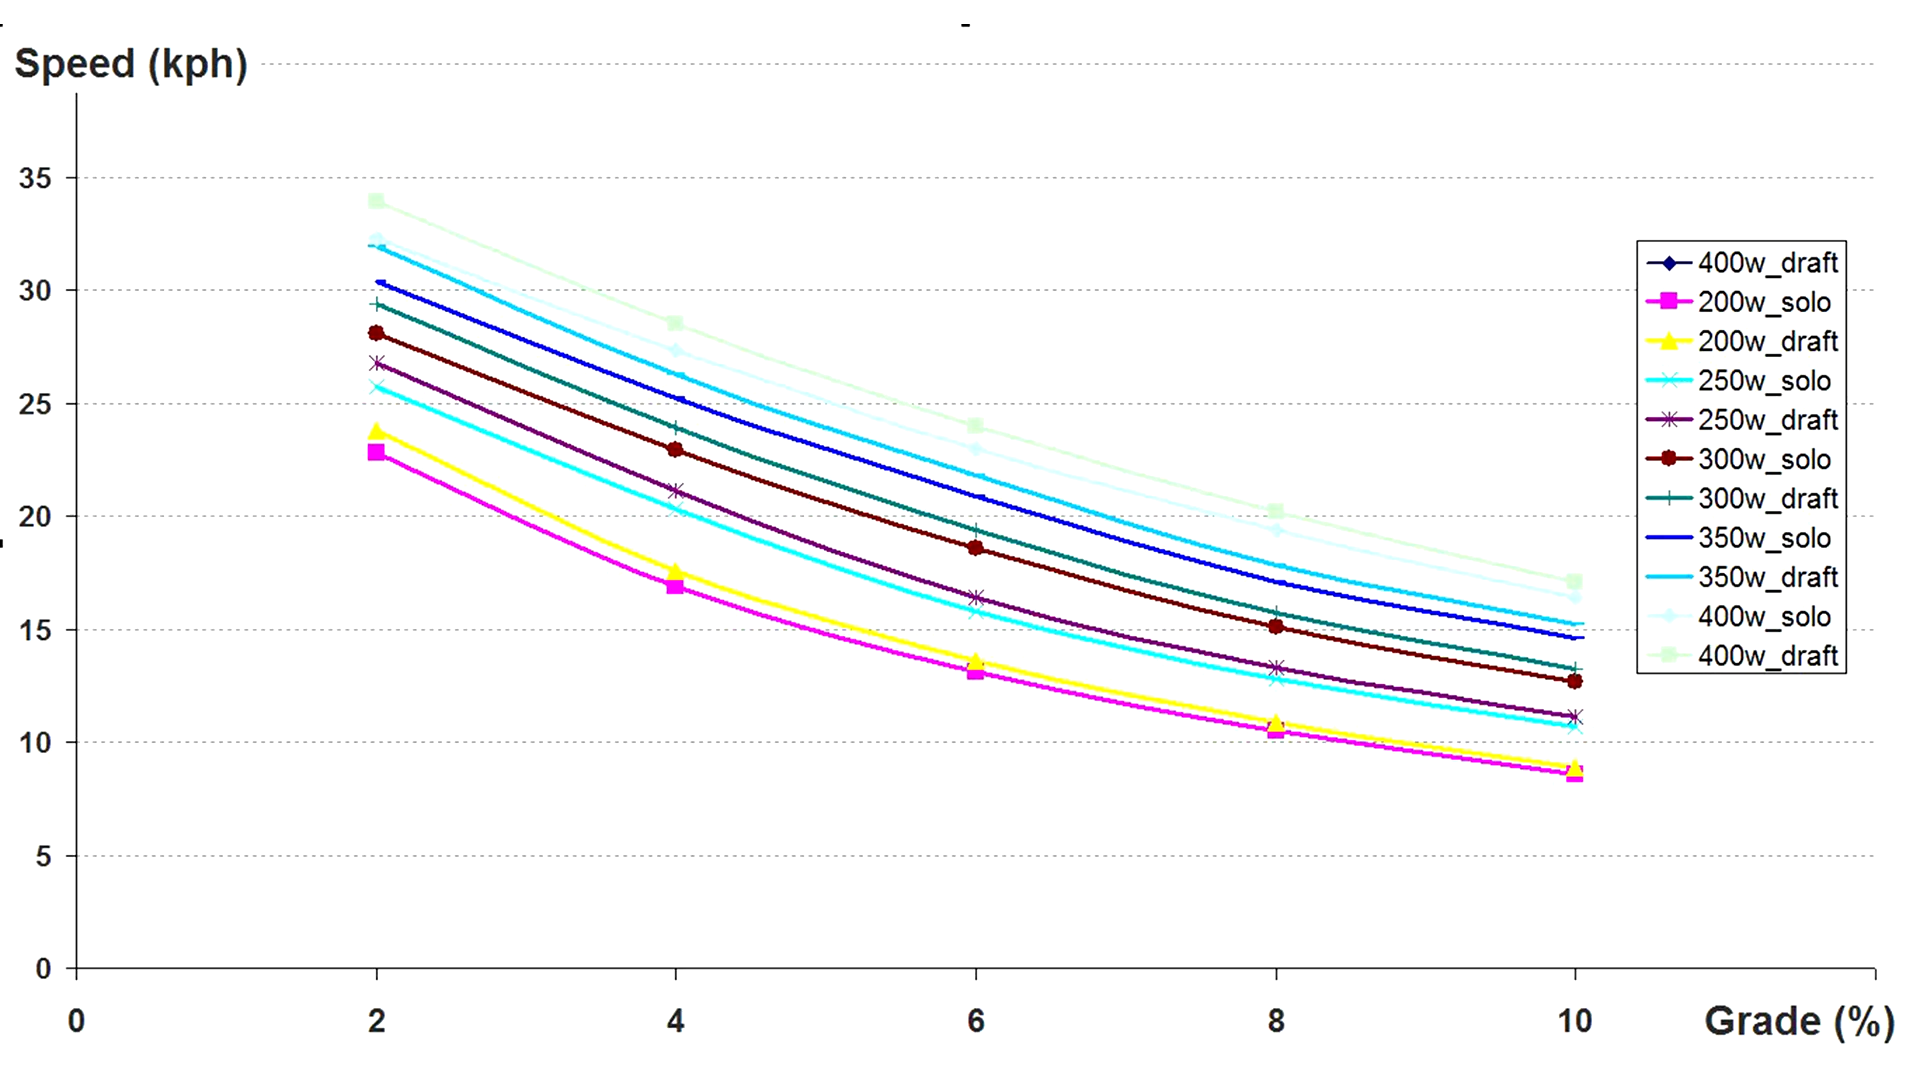 Speed (kph)
35
30
25
20
15
10
5
0
0 2 4 6 8 10 Grade (%)
400w_draft
200w_solo
200w_draft
250w_solo
250w_draft
300w_solo
300w_draft
350w_solo
350w_draft
400w_solo
400w_draft